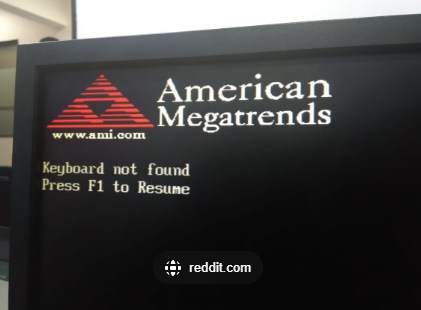 American
Megatrends
www.ami.com
Keyboard not found
Press F1 to Resume
reddit.com